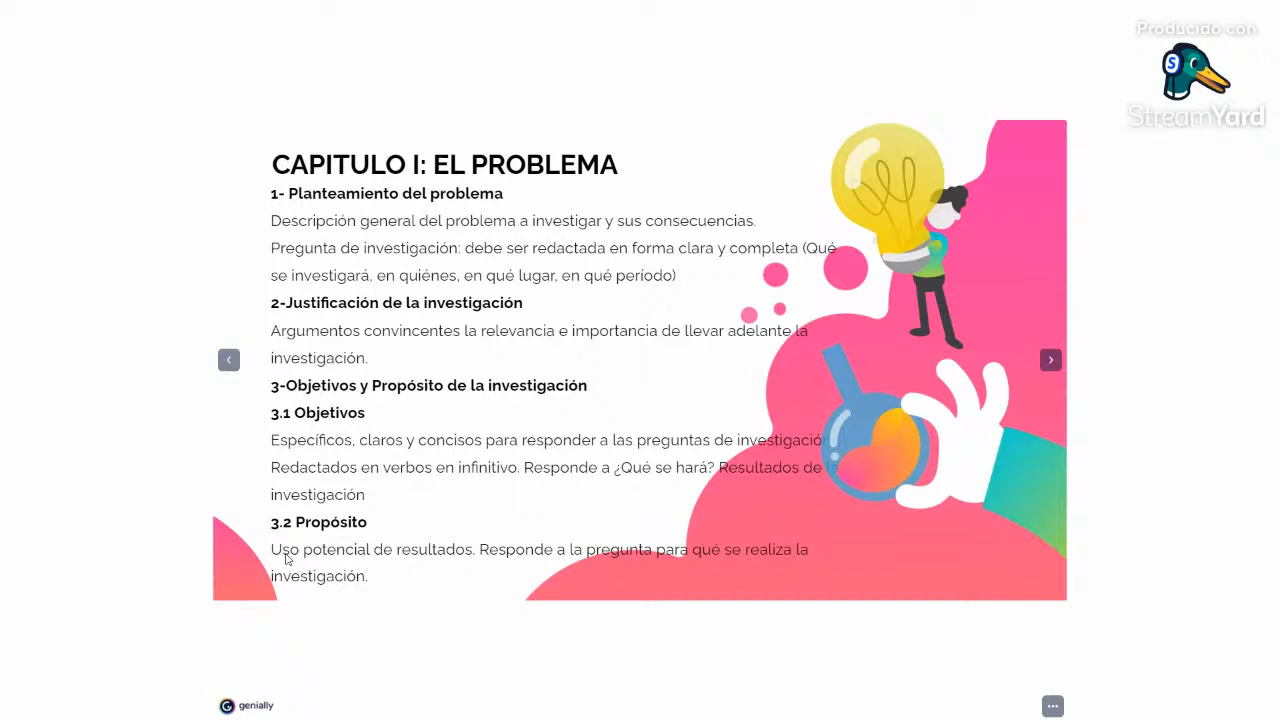 Producido con
StreamYard
CAPITULO I: EL PROBLEMA
1- Planteamiento del problema
Descripción general del problema a investigar y sus consecuencias.
Pregunta de investigación: debe ser redactada en forma clara y completa (Qué
se investigará, en quiénes, en qué lugar, en qué período)
2-Justificación de la investigación
Argumentos convincentes la relevancia e importancia de llevar adelante la
investigación.
3-Objetivos y Propósito de la investigación
3.1 Objetivos
Específicos, claros y concisos para responder a las preguntas de investigación
Redactados en verbos en infinitivo. Responde a ¿Qué se hará? Resultados de la
investigación
3.2 Propósito
Uso potencial de resultados. Responde a la pregunta para qué se realiza la
investigación.
genially